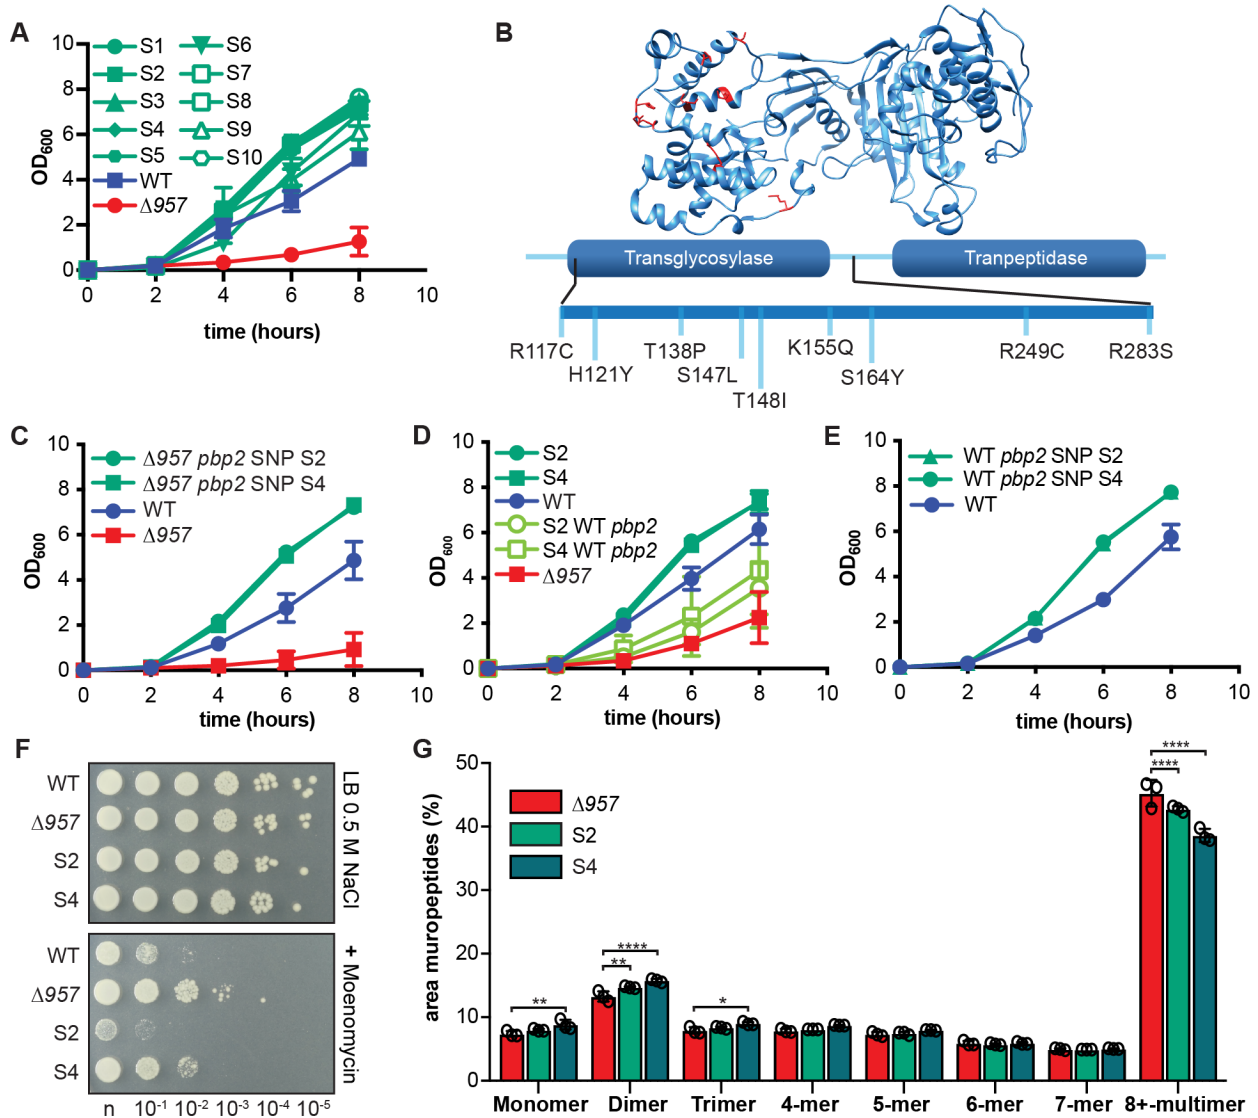 A
10
8
6
4
2
0
OD600
S1
S2
S3
S4
S5
WT
Δ957
S6
S7
S8
S9
S10
0 2 4 6 8 10
time (hours)
B
Transglycosylase
Tranpeptidase
R117C
H121Y
T138P
S147L
T148I
K155Q
S164Y
R249C
R283S
C
10
8
6
4
2
0
OD600
Δ957 pbp2 SNP S2
Δ957 pbp2 SNP S4
WT
Δ957
0 2 4 6 8 10
time (hours)
D
10
8
6
4
2
0
OD600
S2
S4
WT
S2 WT pbp2
S4 WT pbp2
Δ957
0 2 4 6 8 10
time (hours)
E
10
8
6
4
2
0
OD600
WT pbp2 SNP S2
WT pbp2 SNP S4
WT
0 2 4 6 8 10
time (hours)
F
WT
Δ957
S2
S4
LB 0.5 M NaCl
WT
Δ957
S2
S4
+ Moenomycin
n 10-1 10-2 10-3 10-4 10-5
G
50
40
30
20
10
0
area muropeptides (%)
Δ957
S2
S4
**
****
**
*
****
****
Monomer Dimer Trimer 4-mer 5-mer 6-mer 7-mer 8+-multimer